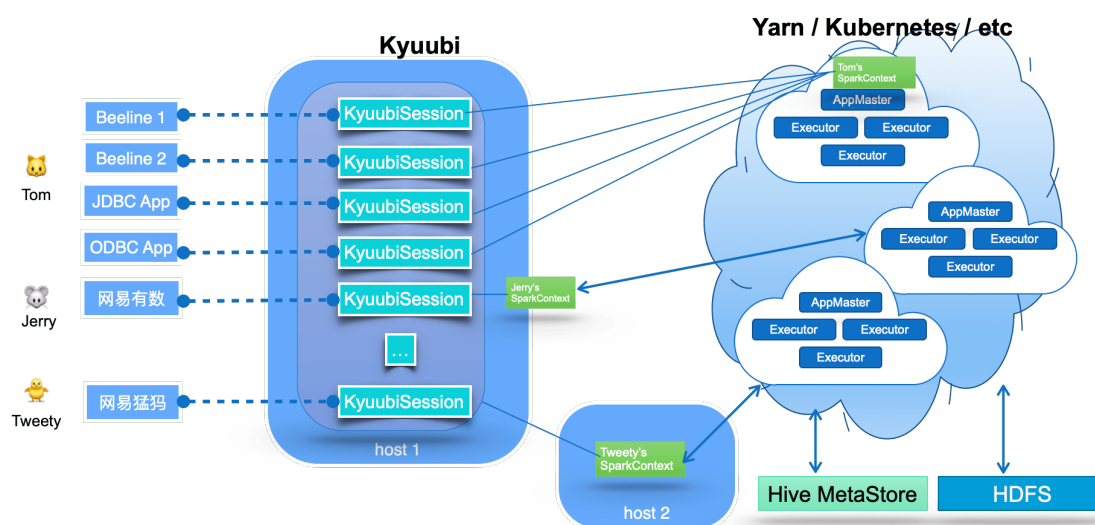 Kyuubi
Yarn / Kubernetes / etc
Beeline 1
Beeline 2
JDBC App
ODBC App
网易有数
网易猛犸
Tom
Jerry
Tweety
KyuubiSession
KyuubiSession
KyuubiSession
KyuubiSession
KyuubiSession
...
KyuubiSession
host 1
Jerry's
SparkContext
Tweety's
SparkContext
host 2
Tom's
SparkContext
AppMaster
Executor
Executor
Executor
AppMaster
Executor
Executor
Executor
AppMaster
Executor
Executor
Executor
Hive MetaStore
HDFS